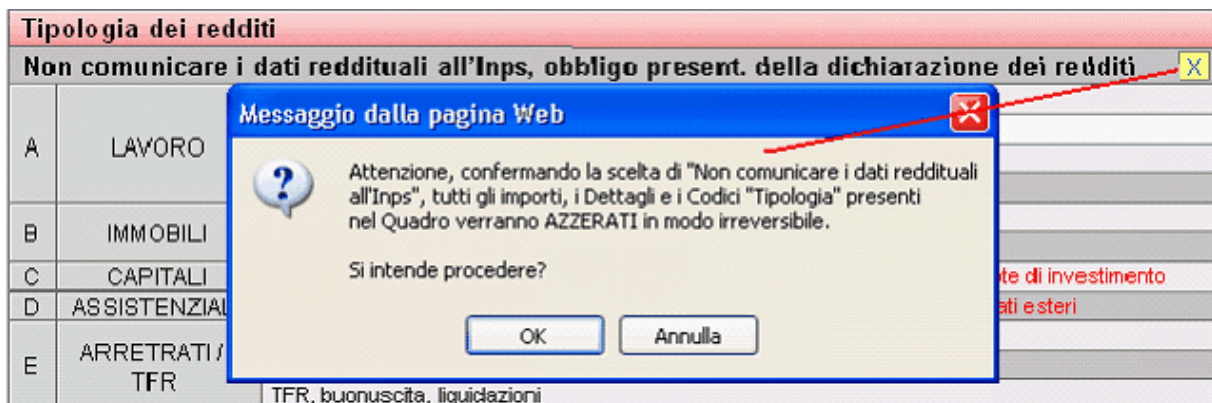 Tipologia dei redditi
Non comunicare i dati reddituali all'Inps, obbligo present. della dichiarazione dei redditi X
Messaggio dalla pagina Web
A LAVORO
Attenzione, confermando la scelta di "Non comunicare i dati reddituali
all'Inps", tutti gli importi, i Dettagli e i Codici "Tipologia" presenti
nel Quadro verranno AZZERATI in modo irreversibile.
B IMMOBILI
Si intende procedere?
C CAPITALI
di investimento
D ASSISTENZIAL
esteri
OK Annulla
E ARRETRATI /
TFR
TFR, buonuscita, liquidazioni